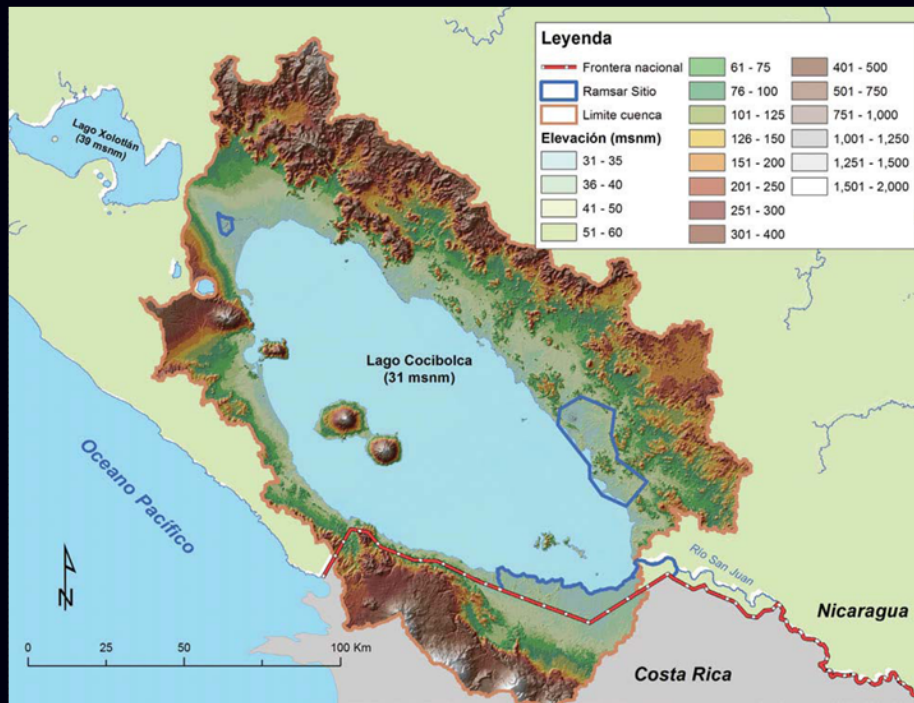 Leyenda
Frontera nacional
Ramsar Sitio
Limite cuenca
Elevación (msnm)
31 - 35
36 - 40
41 - 50
51 - 60
61 - 75
76 - 100
101 - 125
126 - 150
151 - 200
201 - 250
251 - 300
301 - 400
401 - 500
501 - 750
751 - 1,000
1,001 - 1,250
1,251 - 1,500
1,501 - 2,000
Lago Xolotlán
(39 msnm)
Lago Cocibolca
(31 msnm)
Oceano Pacífico
Río San Juan
Nicaragua
Costa Rica
N
0 25 50 100 Km